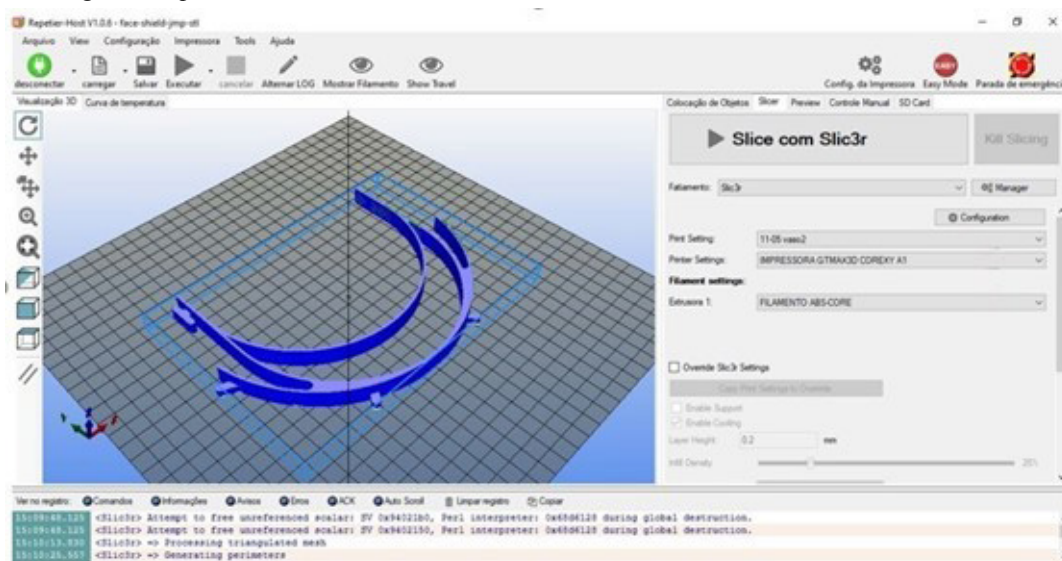 Repetier-Host V1.0.6 - face-shield-jmp-stl
Arquivo View Configuração Impressora Tools Ajuda
desconectar carregar Salvar Executar cancelar Alternar LOG Mostrar Filamento Show Travel Config. da Impressora Easy Mode Parada de emergênci
EASY
Visualização 3D Curva de temperatura
Colocação de Objetos Slicer Preview Controle Manual SD Card
Slice com Slic3r Kill Slicing
Fatiamento: Slic3r Manager
Configuration
Print Setting: 11-05 vaso2
Printer Settings: IMPRESSORA GTMAX3D COREXY A1
Filament settings:
Extrusora 1: FILAMENTO ABS-CORE
Override Slic3r Settings
Copy Print Settings to Override
Enable Support
Enable Cooling
Layer Height: 0.2 mm
Infill Density 20%
Ver no registro: Comandos Informações Avisos Erros ACK Auto Scroll Limpar registro Copiar
15:09:48.125 <Slic3r> Attempt to free unreferenced scalar: SV 0x94021b0, Perl interpreter: 0x68d6128 during global destruction.
15:09:48.125 <Slic3r> Attempt to free unreferenced scalar: SV 0x9402150, Perl interpreter: 0x68d6128 during global destruction.
15:10:13.830 <Slic3r> => Processing triangulated mesh
15:10:25.557 <Slic3r> => Generating perimeters